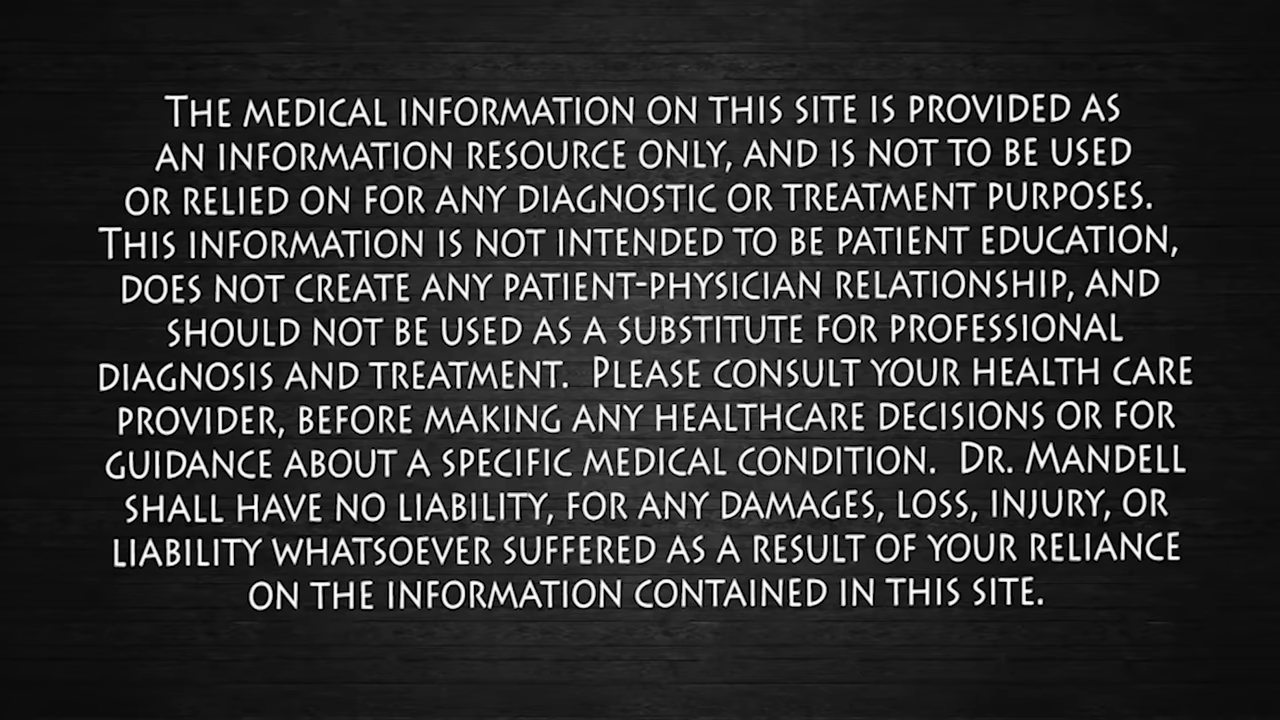 The medical information on this site is provided as
an information resource only, and is not to be used
or relied on for any diagnostic or treatment purposes.
This information is not intended to be patient education,
does not create any patient-physician relationship, and
should not be used as a substitute for professional
diagnosis and treatment.  Please consult your health care
provider, before making any healthcare decisions or for
guidance about a specific medical condition.  Dr. Mandell
shall have no liability, for any damages, loss, injury, or
liability whatsoever suffered as a result of your reliance
on the information contained in this site.